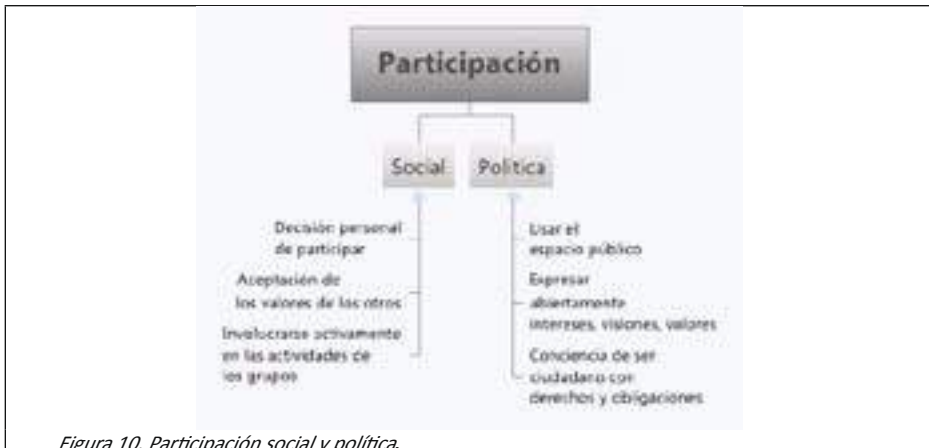 Participación
Social
Política
Decisión personal
de participar
Aceptación de
los valores de los otros
Involucrarse activamente
en las actividades de
los grupos
Usar el
espacio público
Expresar
abiertamente
intereses, visiones, valores
Conciencia de ser
ciudadano con
derechos y obligaciones
Figura 10. Participación social y política.